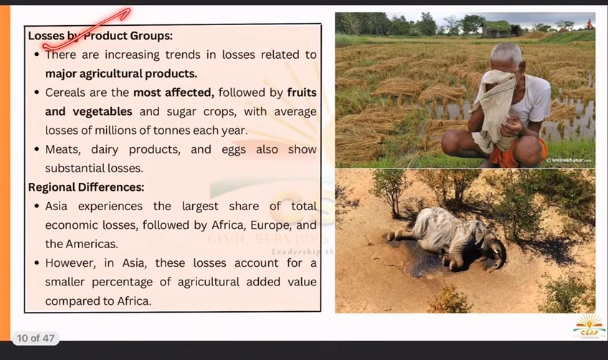 Losses by Product Groups:
• There are increasing trends in losses related to
major agricultural products.
• Cereals are the most affected, followed by fruits
and vegetables and sugar crops, with average
losses of millions of tonnes each year.
• Meats, dairy products, and eggs also show
substantial losses.
Regional Differences:
• Asia experiences the largest share of total
economic losses, followed by Africa, Europe, and
the Americas.
• However, in Asia, these losses account for a
smaller percentage of agricultural added value
compared to Africa.
10 of 47